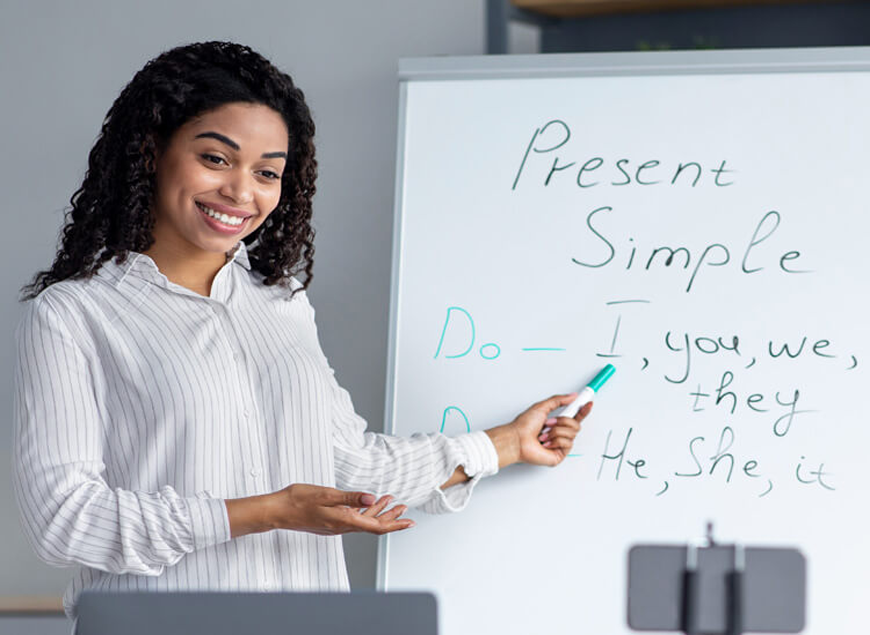 Present
Simple
Do — I, you, we,
they
He, She, it